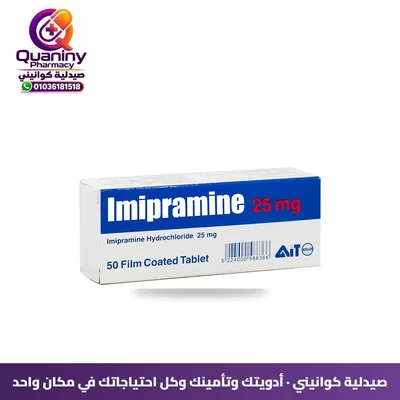 Quaniny
Pharmacy
صيدلية كوانيني
01036181518
Imipramine 25 mg
Imipramine Hydrochloride 25 mg
50 Film Coated Tablet
6224000588366
AiT
صيدلية كوانيني - أدويتك وتأمينك وكل احتياجاتك في مكان واحد